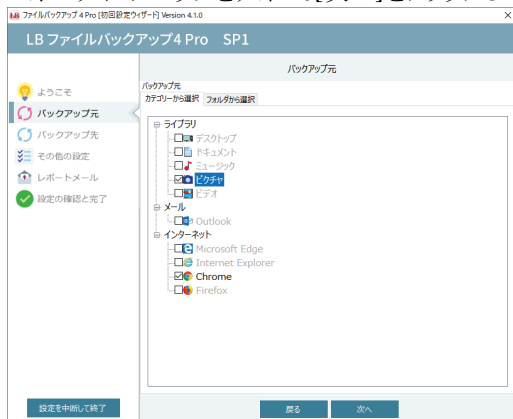 LB ファイルバックアップ4 Pro [初回設定ウィザード] Version 4.1.0
LB ファイルバックアップ4 Pro SP1
ようこそ
バックアップ元
バックアップ先
その他の設定
レポートメール
設定の確認と完了
設定を中断して終了
バックアップ元
バックアップ元
カテゴリーから選択 フォルダから選択
ライブラリ
デスクトップ
ドキュメント
ミュージック
ピクチャ
ビデオ
メール
Outlook
インターネット
Microsoft Edge
Internet Explorer
Chrome
Firefox
戻る 次へ